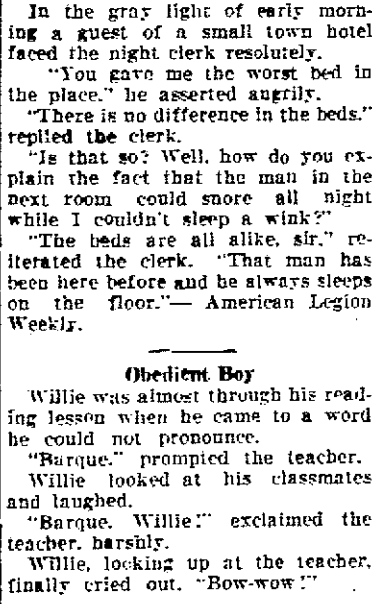 In the gray light of early morn-
ing a guest of a small town hotel
faced the night clerk resolutely.
"You gave me the worst bed in
the place." he asserted angrily.
"There is no difference in the beds."
replied the clerk.
"Is that so? Well, how do you ex-
plain the fact that the man in the
next room could snore all night
while I couldn't sleep a wink?"
"The beds are all alike, sir," re-
iterated the clerk. "That man has
been here before and he always sleeps
on the floor."— American Legion
Weekly.
Obedient Boy
Willie was almost through his read-
ing lesson when he came to a word
he could not pronounce.
"Barque." prompted the teacher.
Willie looked at his classmates
and laughed.
"Barque, Willie!" exclaimed the
teacher, harshly.
Willie, looking up at the teacher,
finally cried out. "Bow-wow!"